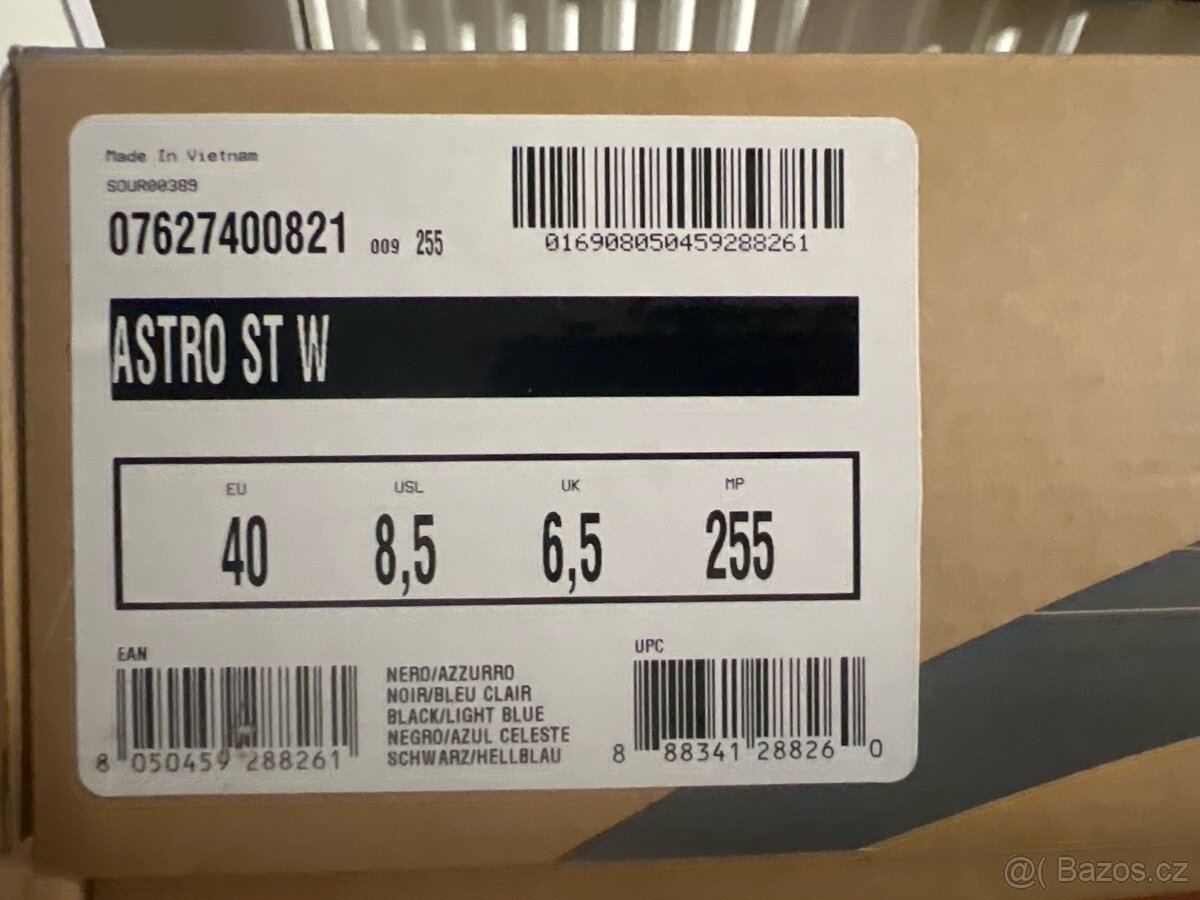 Made In Vietnam
SOUR00389
07627400821 009 255
016908050459288261
ASTRO ST W
EU USL UK MP
40 8,5 6,5 255
EAN
8 050459 288261
NERO/AZZURRO
NOIR/BLEU CLAIR
BLACK/LIGHT BLUE
NEGRO/AZUL CELESTE
SCHWARZ/HELLBLAU
UPC
8 88341 28826 0
@( Bazos.cz